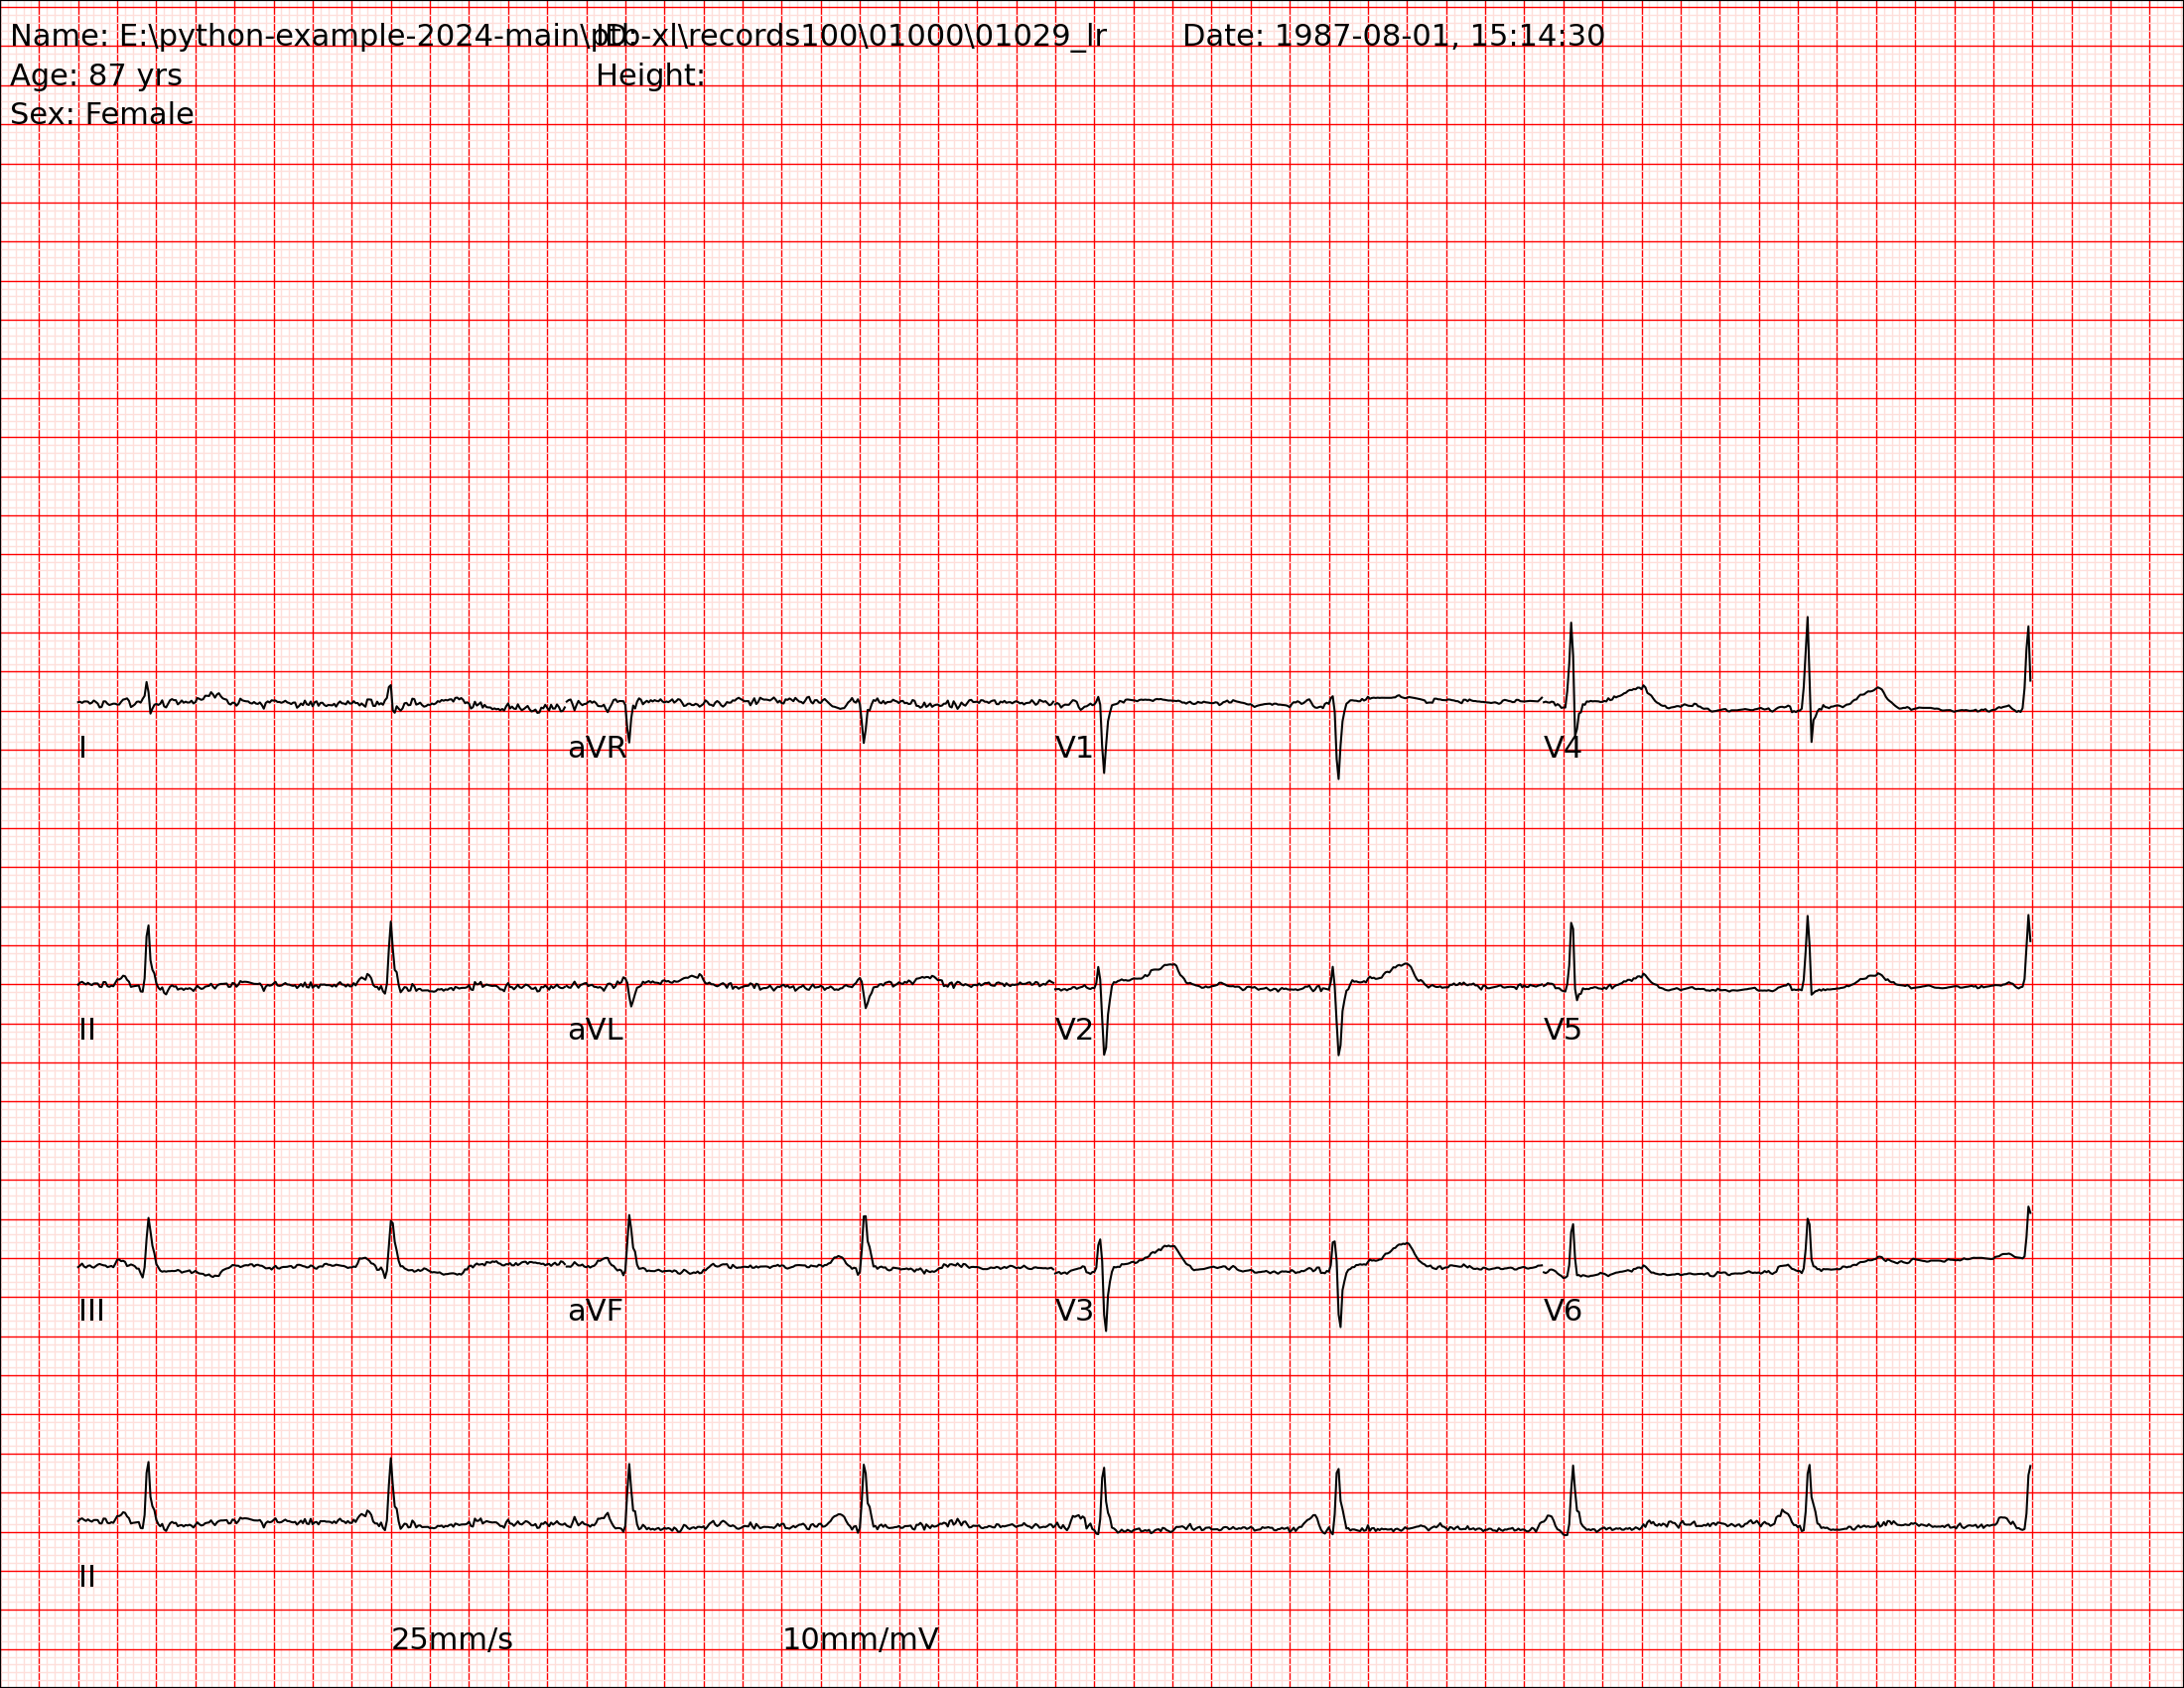 Name: E:\python-example-2024-main\ptb-xl\records100\01000\01029_lr ID: Date: 1987-08-01, 15:14:30
Age: 87 yrs Height:
Sex: Female
I aVR V1 V4
II aVL V2 V5
III aVF V3 V6
II
25mm/s 10mm/mV